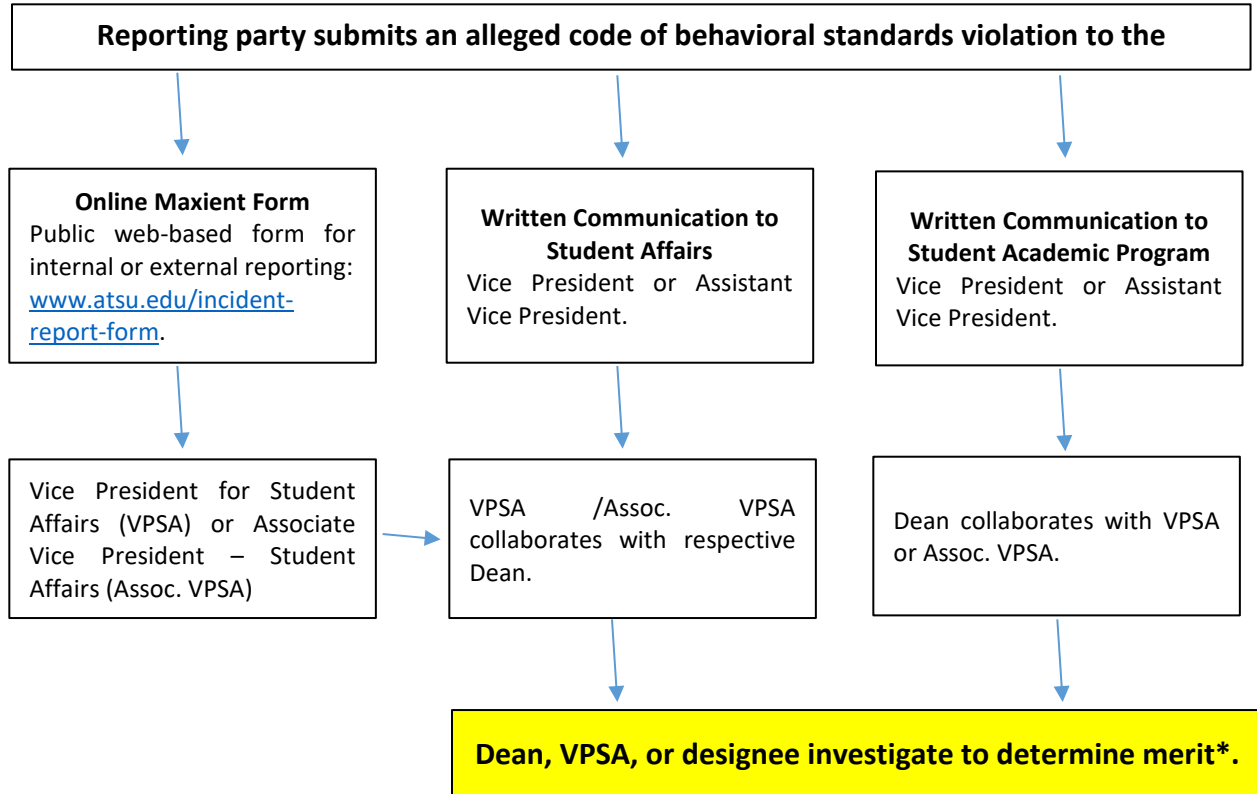 Reporting party submits an alleged code of behavioral standards violation to the
Online Maxient Form
Public web-based form for
internal or external reporting:
www.atsu.edu/incident-
report-form.
Written Communication to
Student Affairs
Vice President or Assistant
Vice President.
Written Communication to
Student Academic Program
Vice President or Assistant
Vice President.
Vice President for Student
Affairs (VPSA) or Associate
Vice President – Student
Affairs (Assoc. VPSA)
VPSA /Assoc. VPSA
collaborates with respective
Dean.
Dean collaborates with VPSA
or Assoc. VPSA.
Dean, VPSA, or designee investigate to determine merit*.